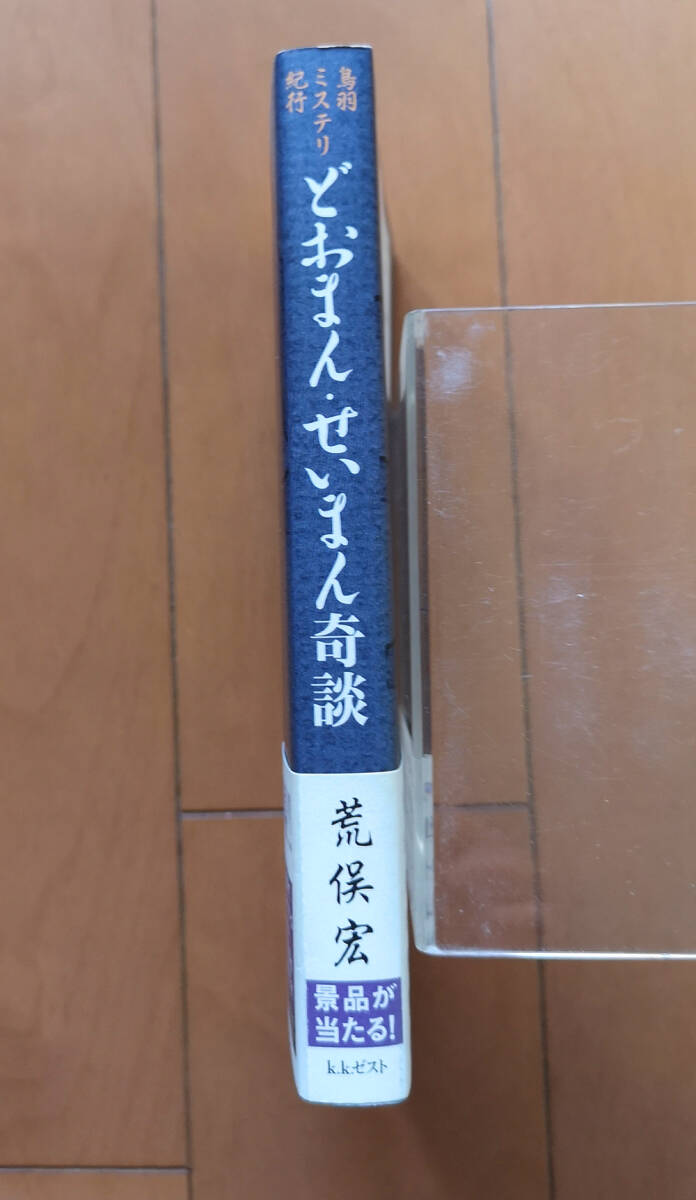 鳥羽
ミステリ
紀行
どおまん・せいまん奇談
荒俣宏
景品が
当たる!
k.k.ゼスト